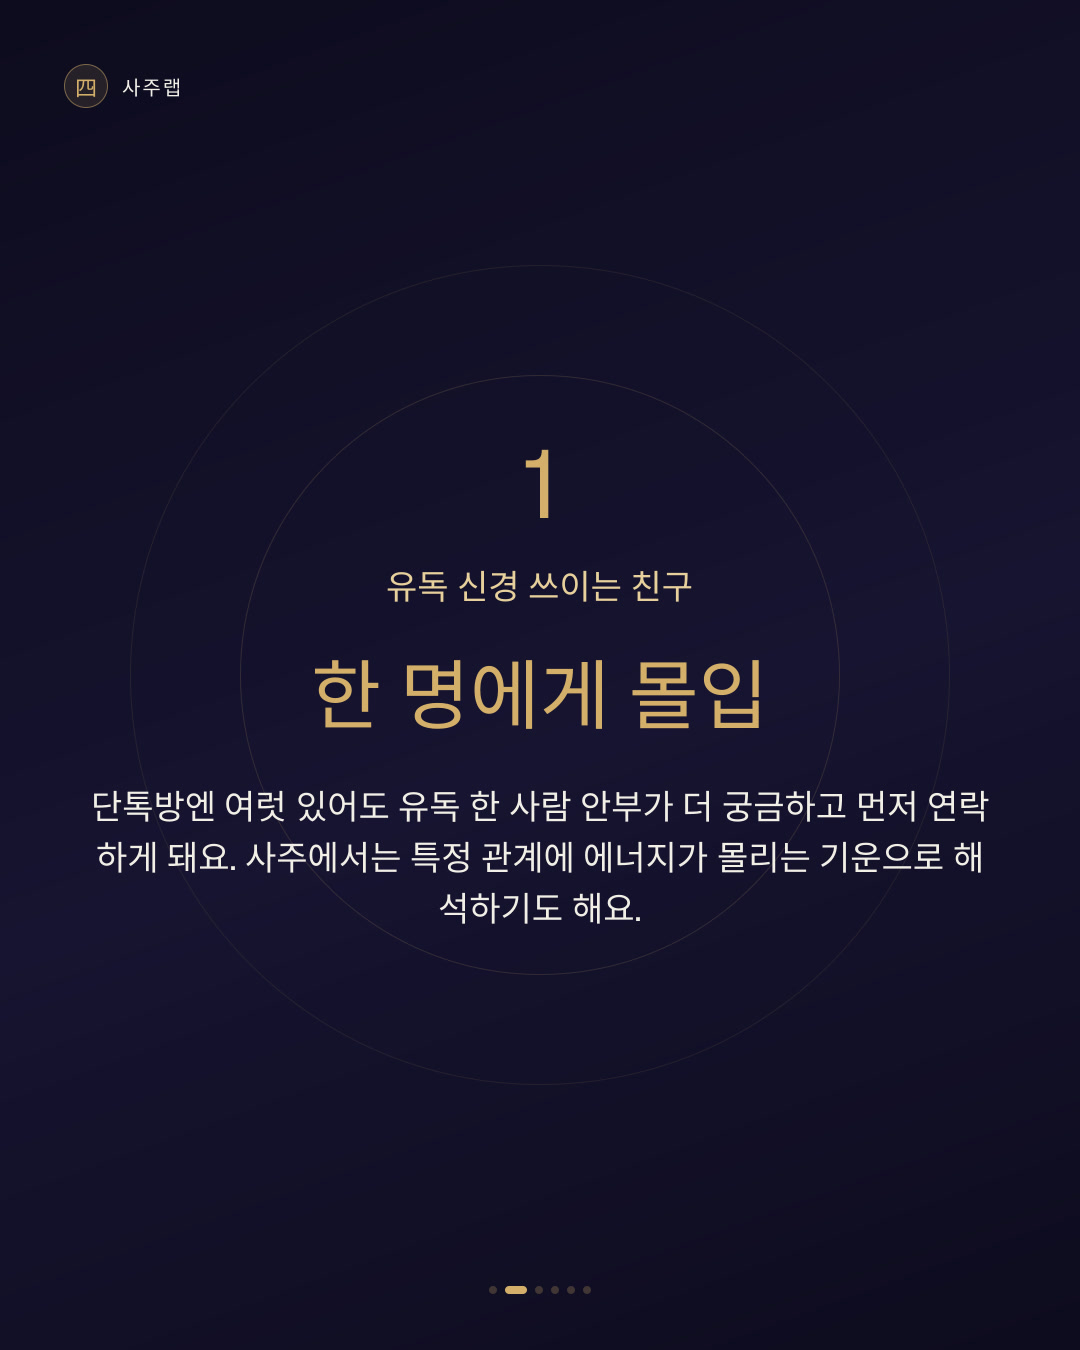 四 사주랩
1
유독 신경 쓰이는 친구
한 명에게 몰입
단톡방엔 여럿 있어도 유독 한 사람 안부가 더 궁금하고 먼저 연락
하게 돼요. 사주에서는 특정 관계에 에너지가 몰리는 기운으로 해
석하기도 해요.